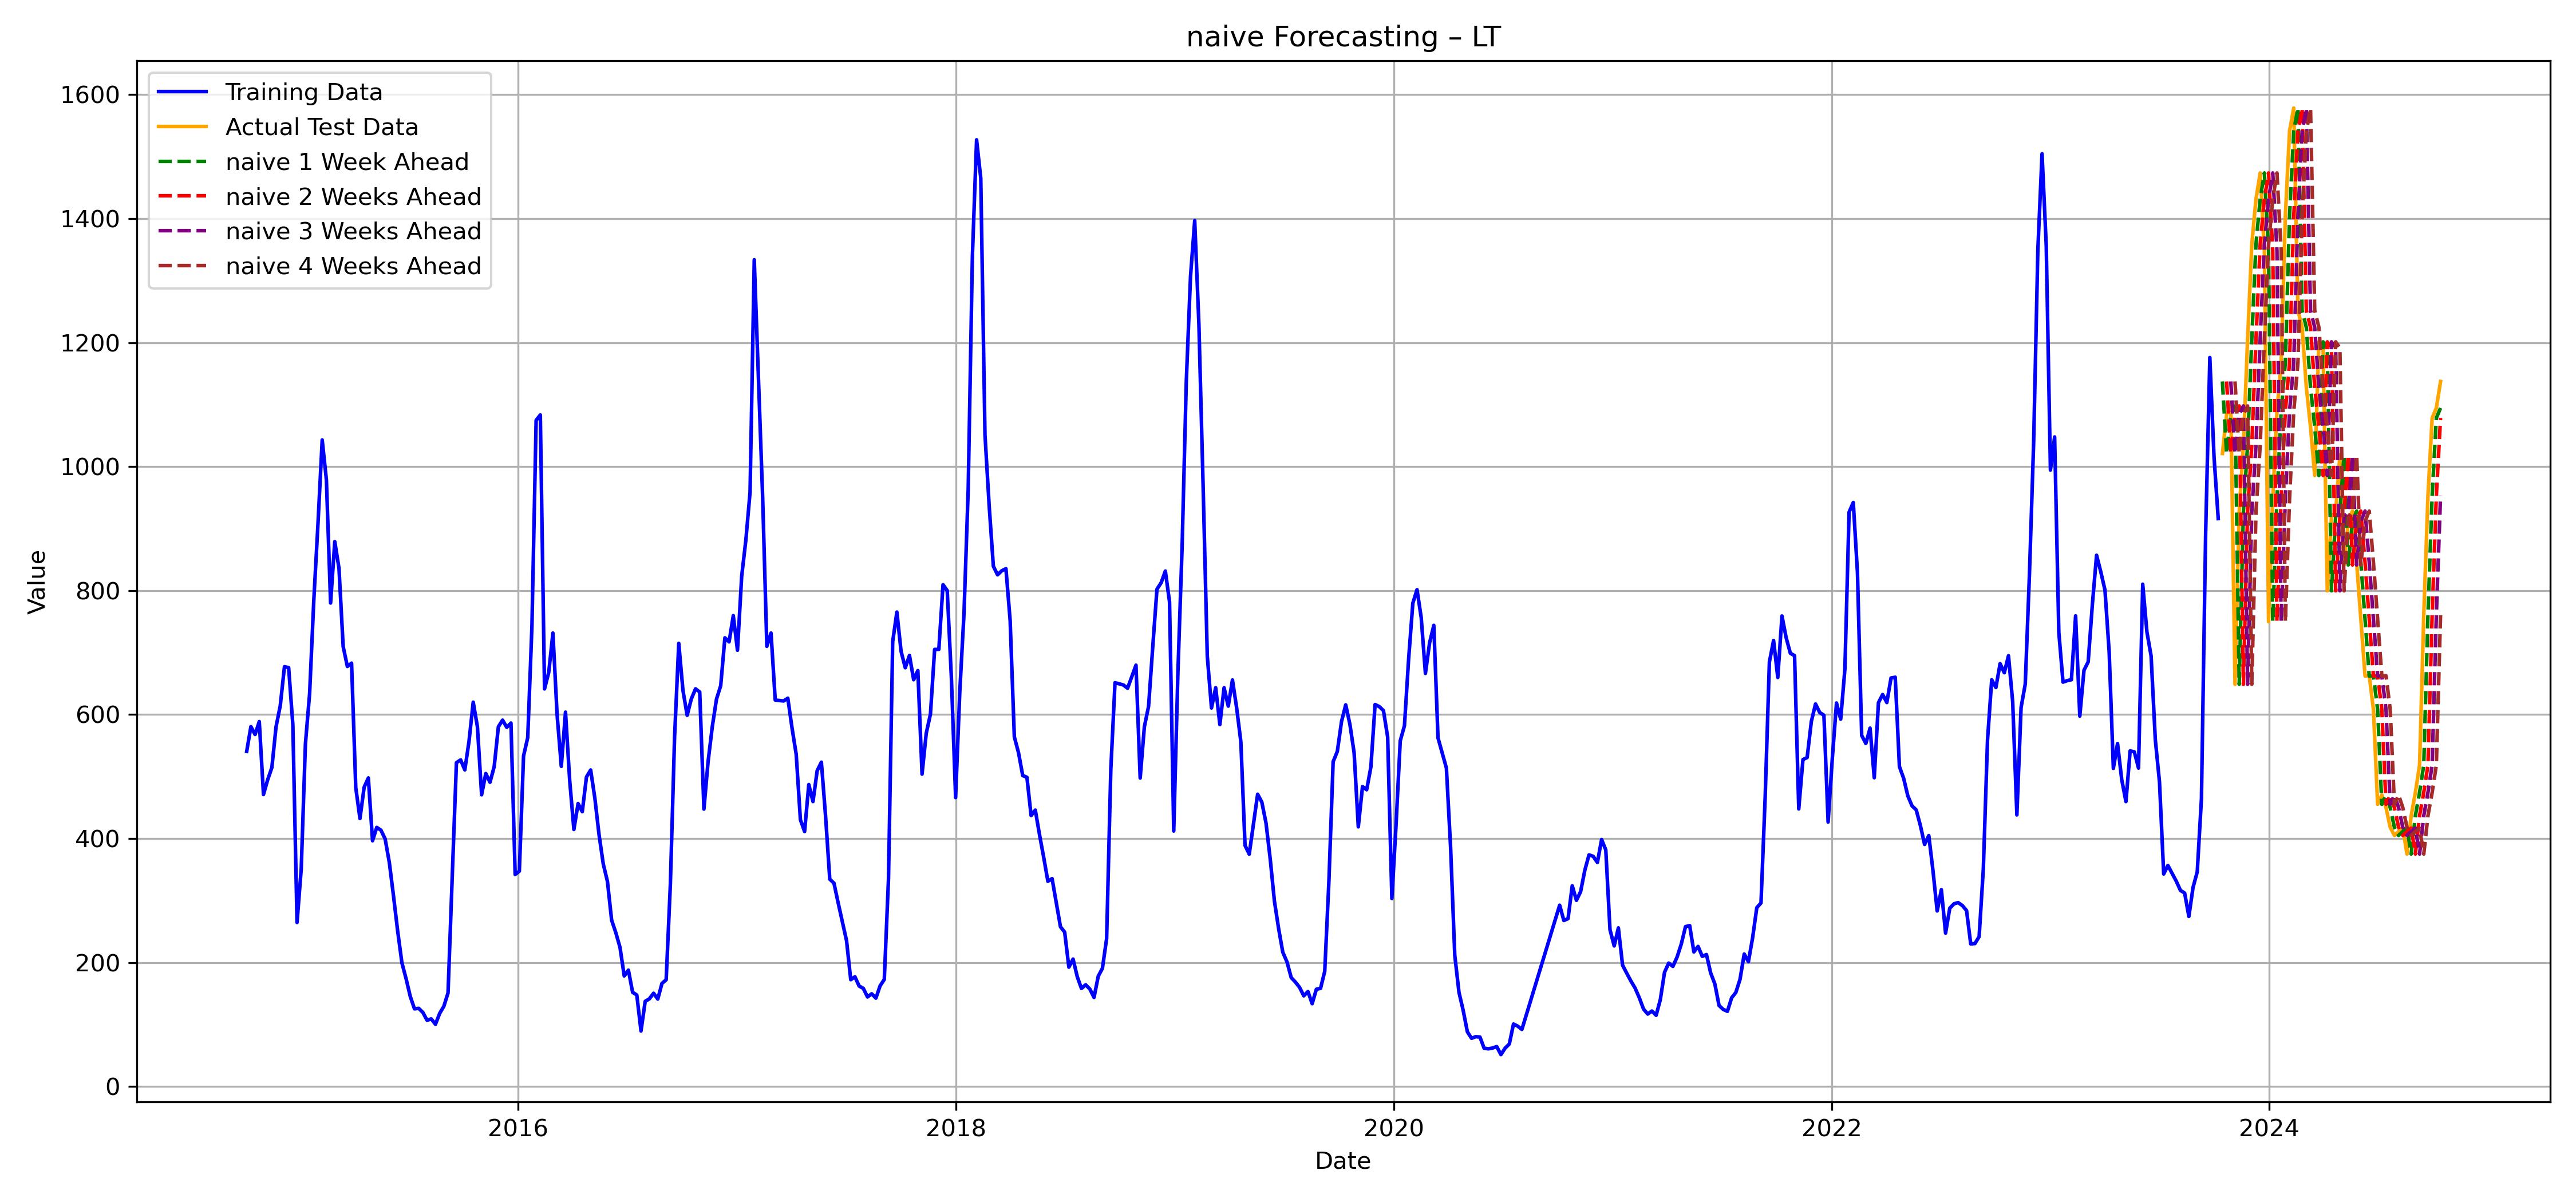 naive Forecasting – LT
Training Data
Actual Test Data
naive 1 Week Ahead
naive 2 Weeks Ahead
naive 3 Weeks Ahead
naive 4 Weeks Ahead
1600
1400
1200
1000
800
600
400
200
0
Value
2016
2018
2020
2022
2024
Date